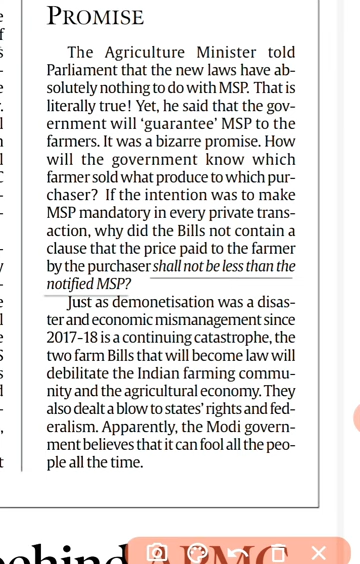 PROMISE
The Agriculture Minister told
Parliament that the new laws have ab-
solutely nothing to do with MSP. That is
literally true! Yet, he said that the gov-
ernment will ‘guarantee’ MSP to the
farmers. It was a bizarre promise. How
will the government know which
farmer sold what produce to which pur-
chaser? If the intention was to make
MSP mandatory in every private trans-
action, why did the Bills not contain a
clause that the price paid to the farmer
by the purchaser shall not be less than the
notified MSP?
Just as demonetisation was a disas-
ter and economic mismanagement since
2017-18 is a continuing catastrophe, the
two farm Bills that will become law will
debilitate the Indian farming commu-
nity and the agricultural economy. They
also dealt a blow to states’ rights and fed-
eralism. Apparently, the Modi govern-
ment believes that it can fool all the peo-
ple all the time.
behind APMC